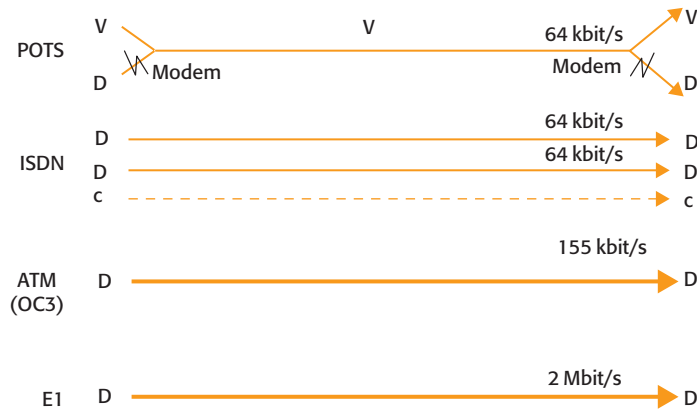 V V 64 kbit/s V
POTS
Modem Modem
D D
D 64 kbit/s D
ISDN 64 kbit/s
D D
c c
155 kbit/s
ATM D D
(OC3)
2 Mbit/s
E1 D D